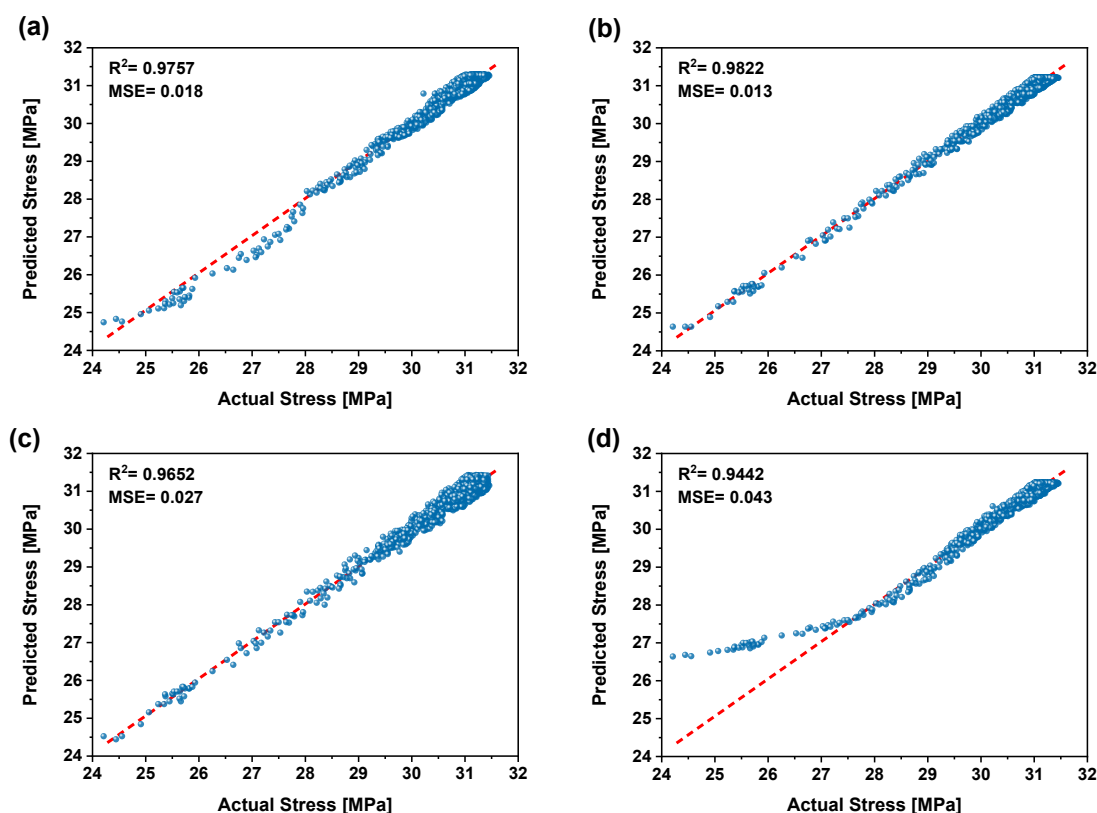 (a)
R²= 0.9757
MSE= 0.018
Predicted Stress [MPa]
32
31
30
29
28
27
26
25
24
24 25 26 27 28 29 30 31 32
Actual Stress [MPa]
(b)
R²= 0.9822
MSE= 0.013
Predicted Stress [MPa]
32
31
30
29
28
27
26
25
24
24 25 26 27 28 29 30 31 32
Actual Stress [MPa]
(c)
R²= 0.9652
MSE= 0.027
Predicted Stress [MPa]
32
31
30
29
28
27
26
25
24
24 25 26 27 28 29 30 31 32
Actual Stress [MPa]
(d)
R²= 0.9442
MSE= 0.043
Predicted Stress [MPa]
32
31
30
29
28
27
26
25
24
24 25 26 27 28 29 30 31 32
Actual Stress [MPa]